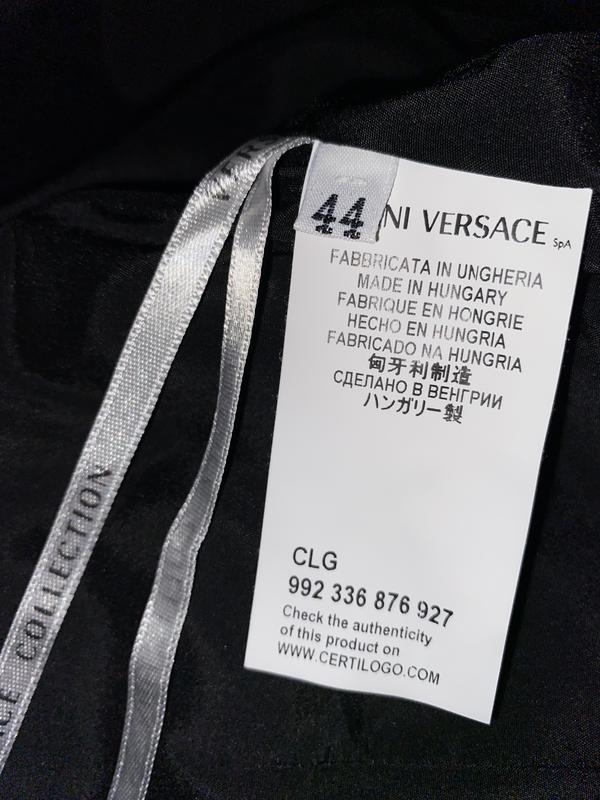 VERS
44
NI VERSACE SpA
FABBRICATA IN UNGHERIA
MADE IN HUNGARY
FABRIQUE EN HONGRIE
HECHO EN HUNGRIA
FABRICADO NA HUNGRIA
匈牙利制造
СДЕЛАНО В ВЕНГРИИ
ハンガリー製
CLG
992 336 876 927
Check the authenticity
of this product on
WWW.CERTILOGO.COM
ACE COLLECTION